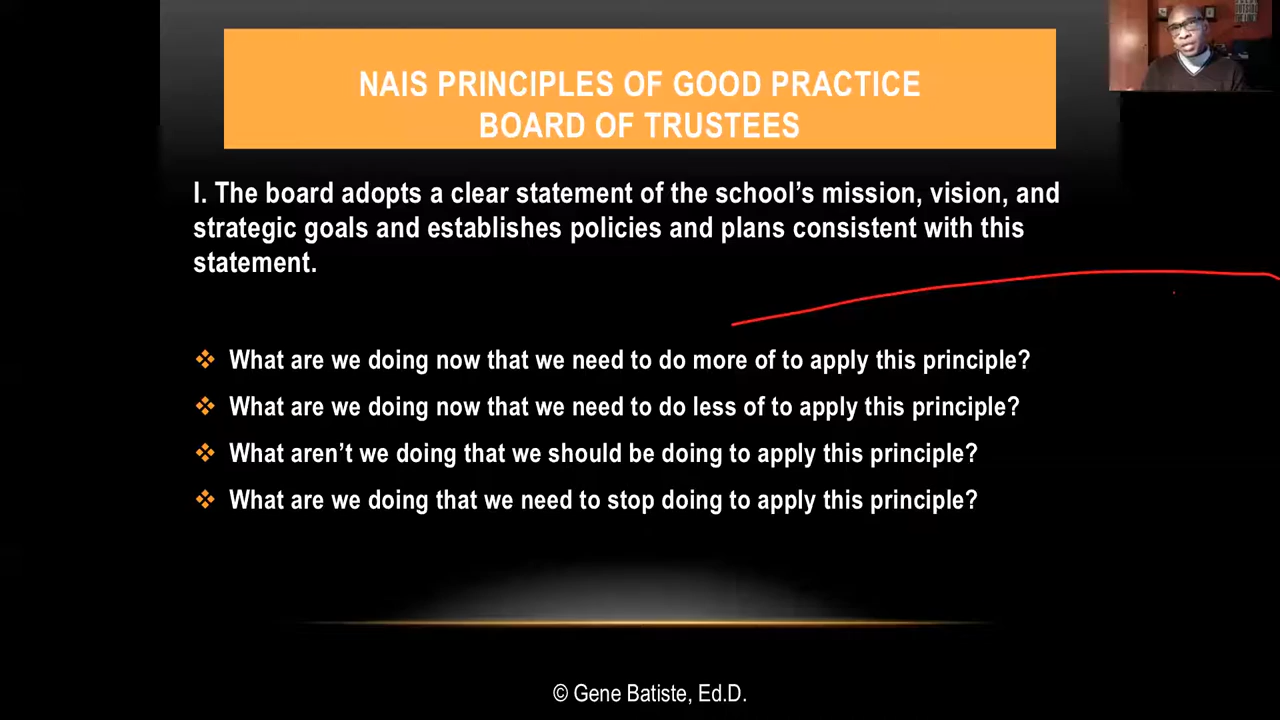 NAIS PRINCIPLES OF GOOD PRACTICE
BOARD OF TRUSTEES
I. The board adopts a clear statement of the school’s mission, vision, and
strategic goals and establishes policies and plans consistent with this
statement.
❖ What are we doing now that we need to do more of to apply this principle?
❖ What are we doing now that we need to do less of to apply this principle?
❖ What aren’t we doing that we should be doing to apply this principle?
❖ What are we doing that we need to stop doing to apply this principle?
© Gene Batiste, Ed.D.